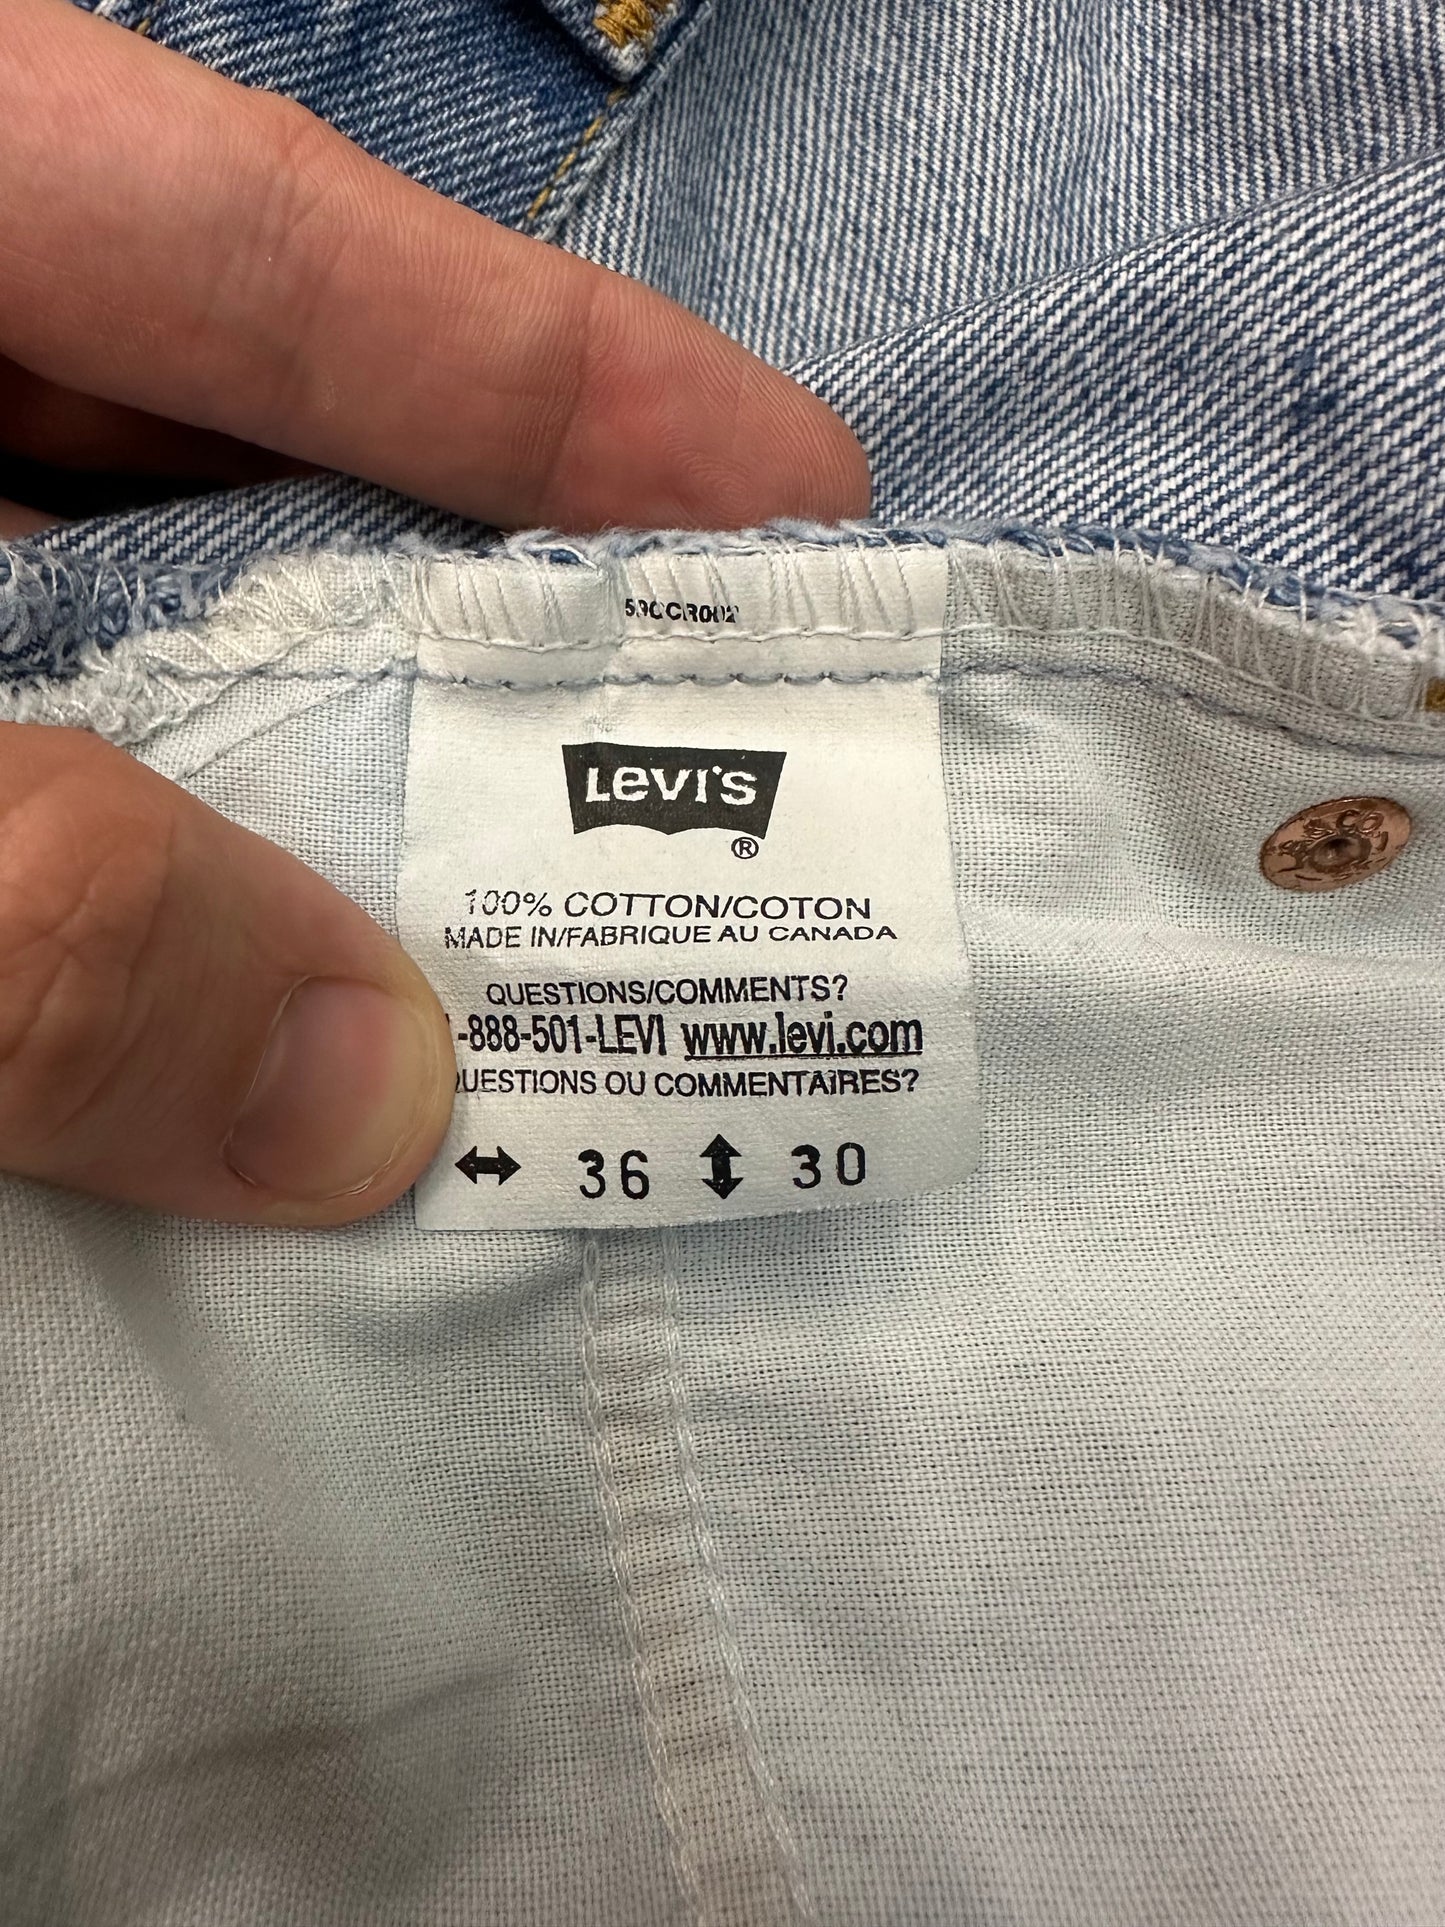 Levi's
®
100% COTTON/COTON
MADE IN/FABRIQUE AU CANADA
QUESTIONS/COMMENTS?
-888-501-LEVI www.levi.com
QUESTIONS OU COMMENTAIRES?
↔ 36 ↕ 30